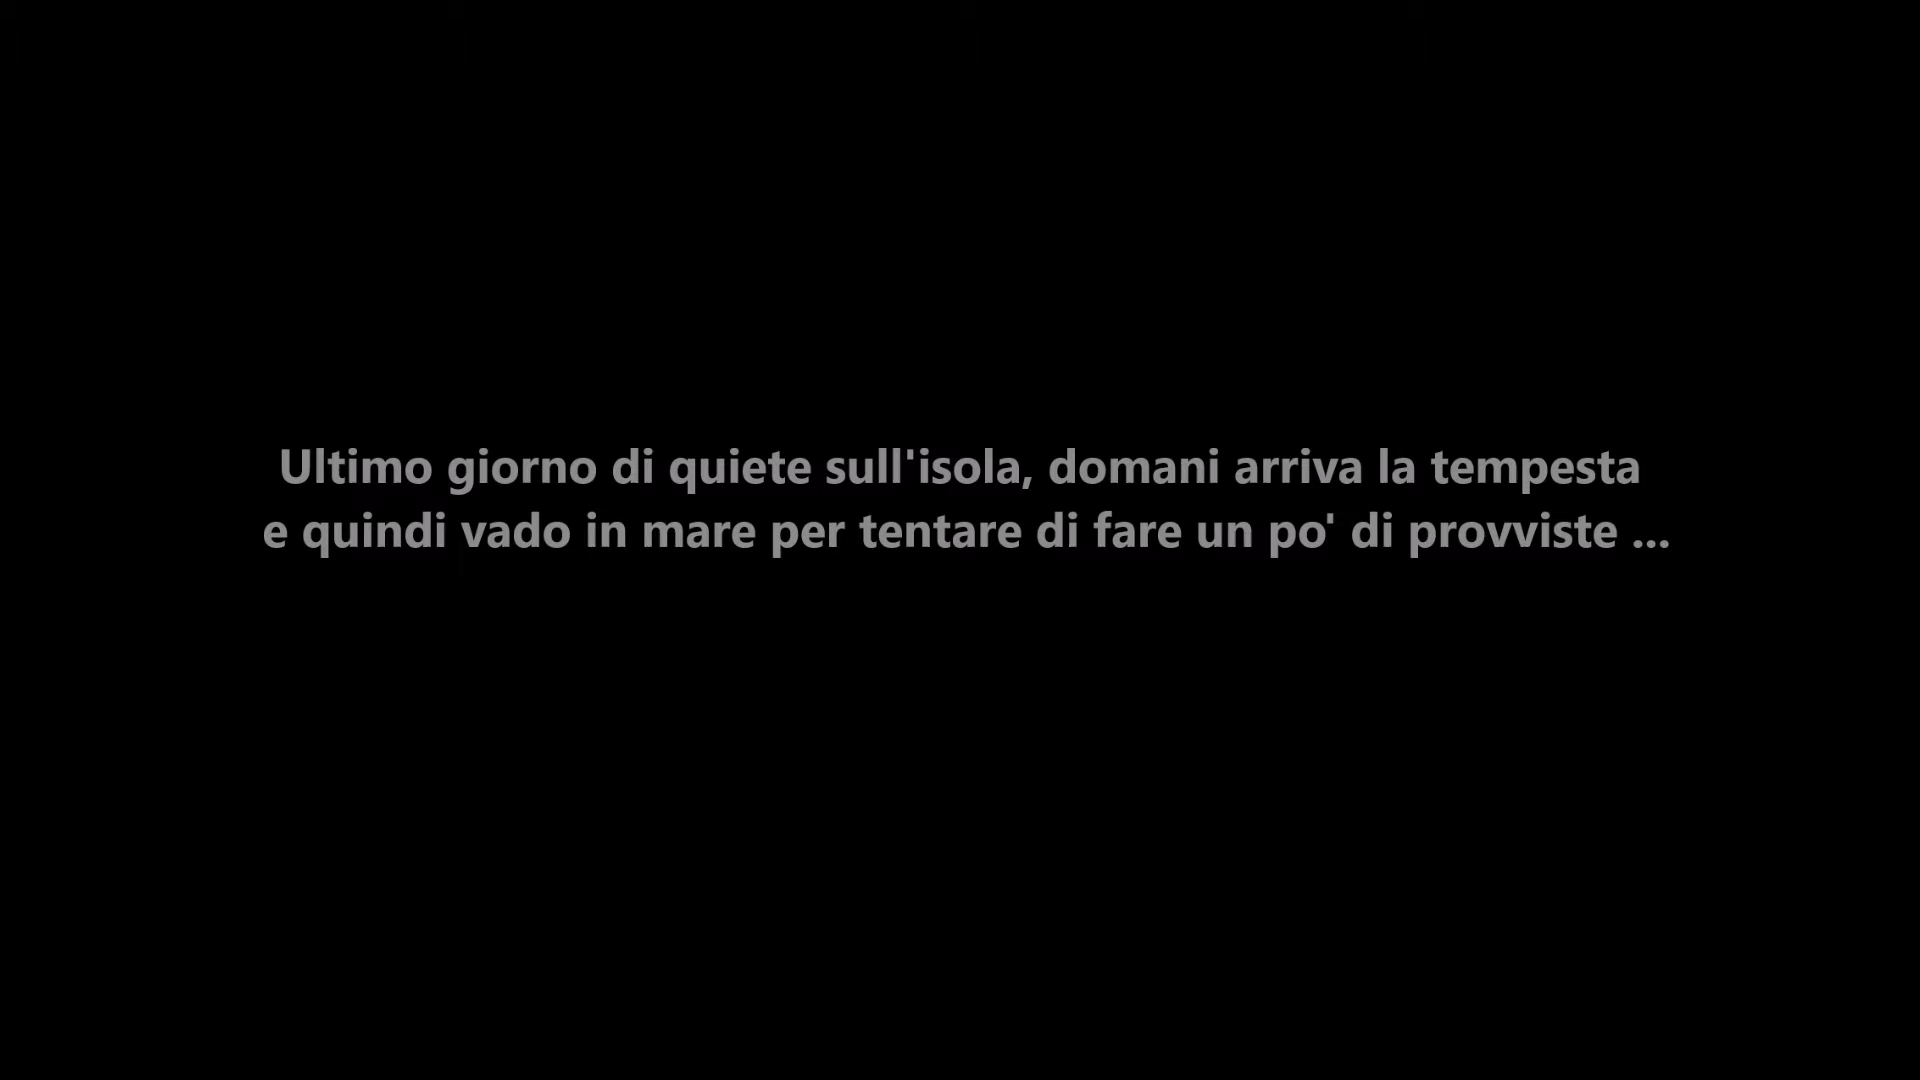 Ultimo giorno di quiete sull'isola, domani arriva la tempesta
e quindi vado in mare per tentare di fare un po' di provviste ...